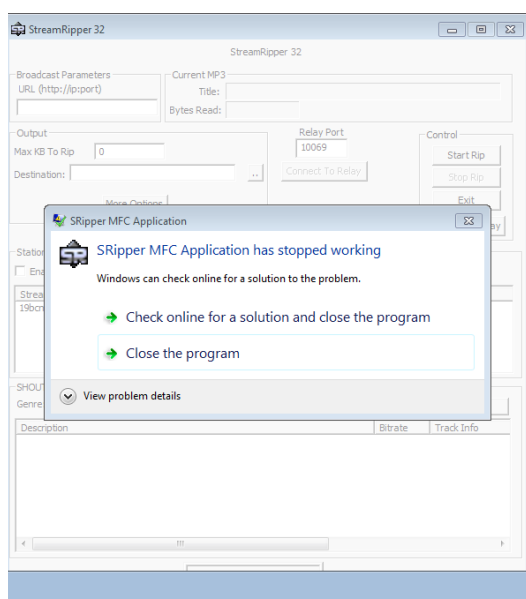 StreamRipper 32
StreamRipper 32
Broadcast Parameters
URL (http://ip:port)
Current MP3
Title:
Bytes Read:
Output
Max KB To Rip 0
Destination: ..
More Options
Relay Port
10069
Connect To Relay
Control
Start Rip
Stop Rip
Exit
SRipper MFC Application
SRipper MFC Application has stopped working
Windows can check online for a solution to the problem.
Check online for a solution and close the program
Close the program
View problem details
Genre
Description Bitrate Track Info